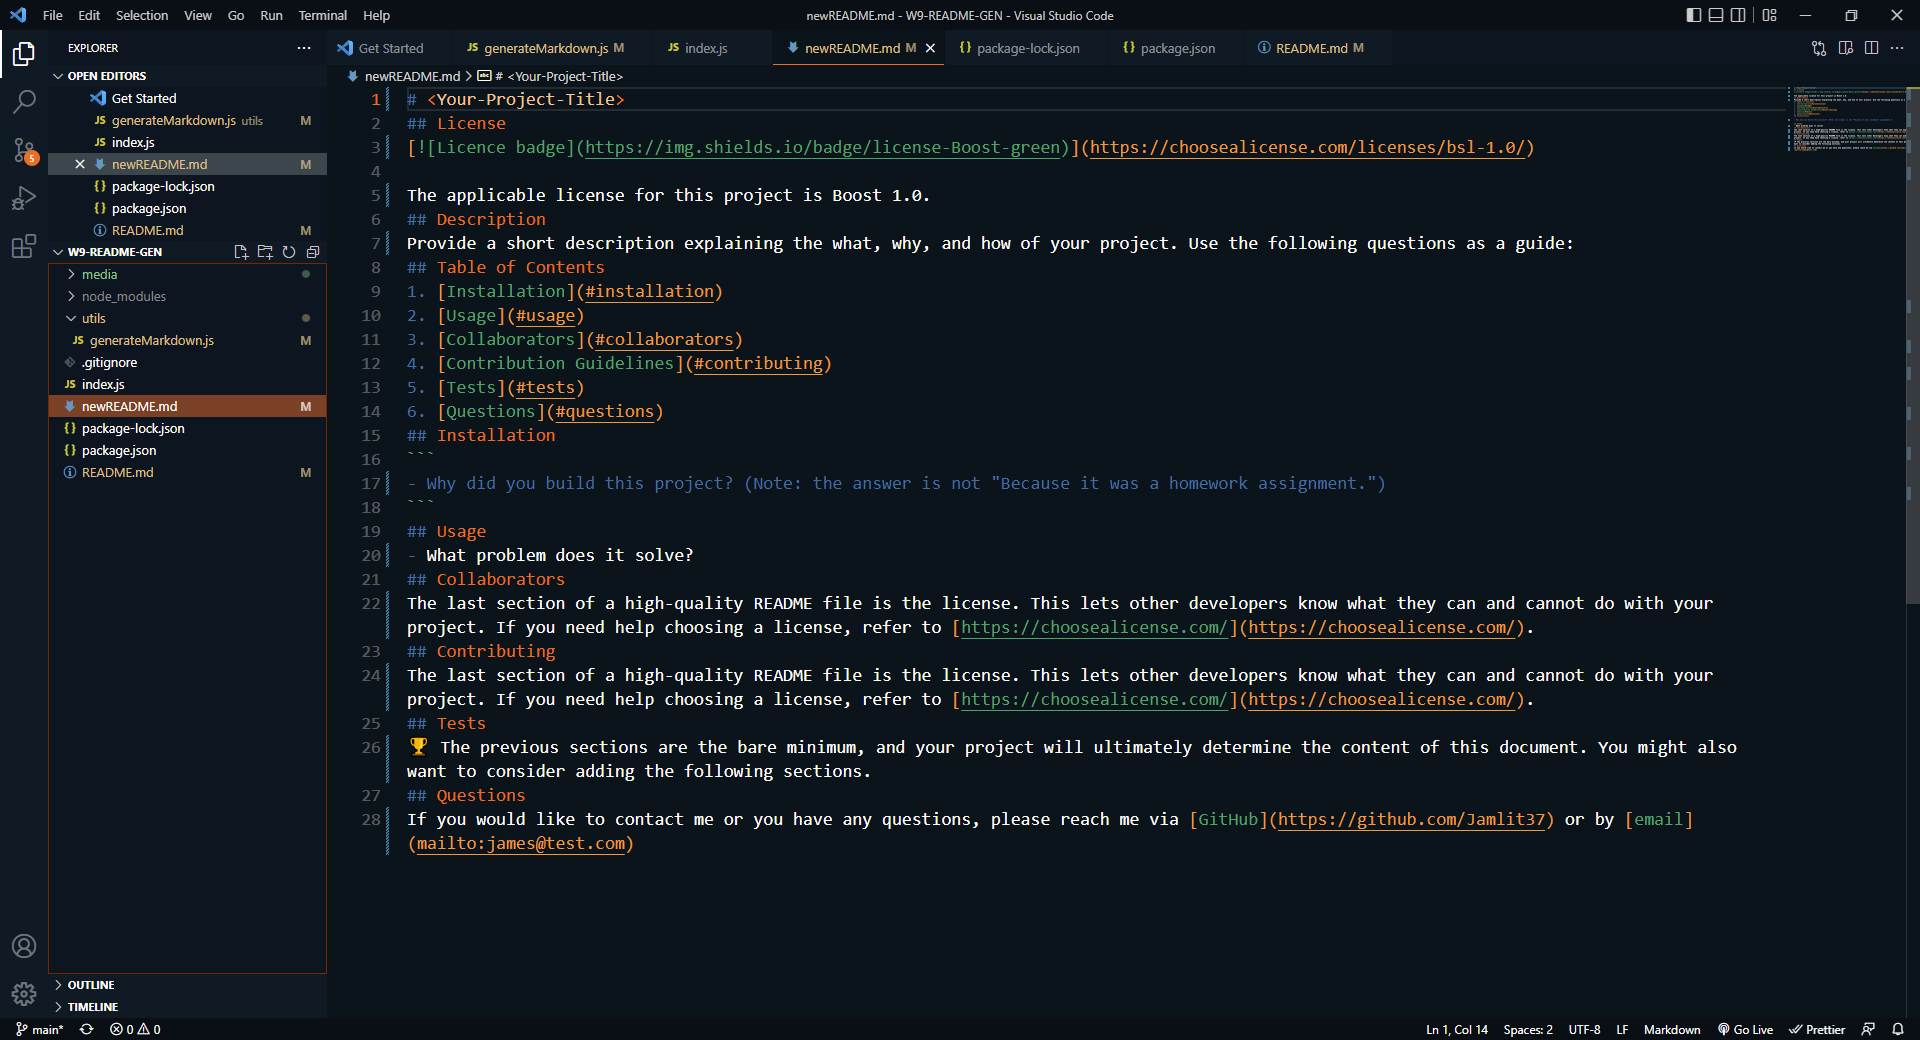 File Edit Selection View Go Run Terminal Help newREADME.md - W9-README-GEN - Visual Studio Code
EXPLORER
OPEN EDITORS
Get Started
generateMarkdown.js utils M
index.js
newREADME.md M
package-lock.json
package.json
README.md M
W9-README-GEN
media
node_modules
utils
generateMarkdown.js M
.gitignore
index.js
newREADME.md M
package-lock.json
package.json
README.md M
OUTLINE
TIMELINE
5
Get Started generateMarkdown.js M index.js newREADME.md M package-lock.json package.json README.md M
newREADME.md > # <Your-Project-Title>
1 # <Your-Project-Title>
2 ## License
3 [![Licence badge](https://img.shields.io/badge/license-Boost-green)](https://choosealicense.com/licenses/bsl-1.0/)
4
5 The applicable license for this project is Boost 1.0.
6 ## Description
7 Provide a short description explaining the what, why, and how of your project. Use the following questions as a guide:
8 ## Table of Contents
9 1. [Installation](#installation)
10 2. [Usage](#usage)
11 3. [Collaborators](#collaborators)
12 4. [Contribution Guidelines](#contributing)
13 5. [Tests](#tests)
14 6. [Questions](#questions)
15 ## Installation
16 ```
17 - Why did you build this project? (Note: the answer is not "Because it was a homework assignment.")
18 ```
19 ## Usage
20 - What problem does it solve?
21 ## Collaborators
22 The last section of a high-quality README file is the license. This lets other developers know what they can and cannot do with your
project. If you need help choosing a license, refer to [https://choosealicense.com/](https://choosealicense.com/).
23 ## Contributing
24 The last section of a high-quality README file is the license. This lets other developers know what they can and cannot do with your
project. If you need help choosing a license, refer to [https://choosealicense.com/](https://choosealicense.com/).
25 ## Tests
26 🏆 The previous sections are the bare minimum, and your project will ultimately determine the content of this document. You might also
want to consider adding the following sections.
27 ## Questions
28 If you would like to contact me or you have any questions, please reach me via [GitHub](https://github.com/Jamlit37) or by [email]
(mailto:james@test.com)
main* 0 0 Ln 1, Col 14 Spaces: 2 UTF-8 LF Markdown Go Live Prettier